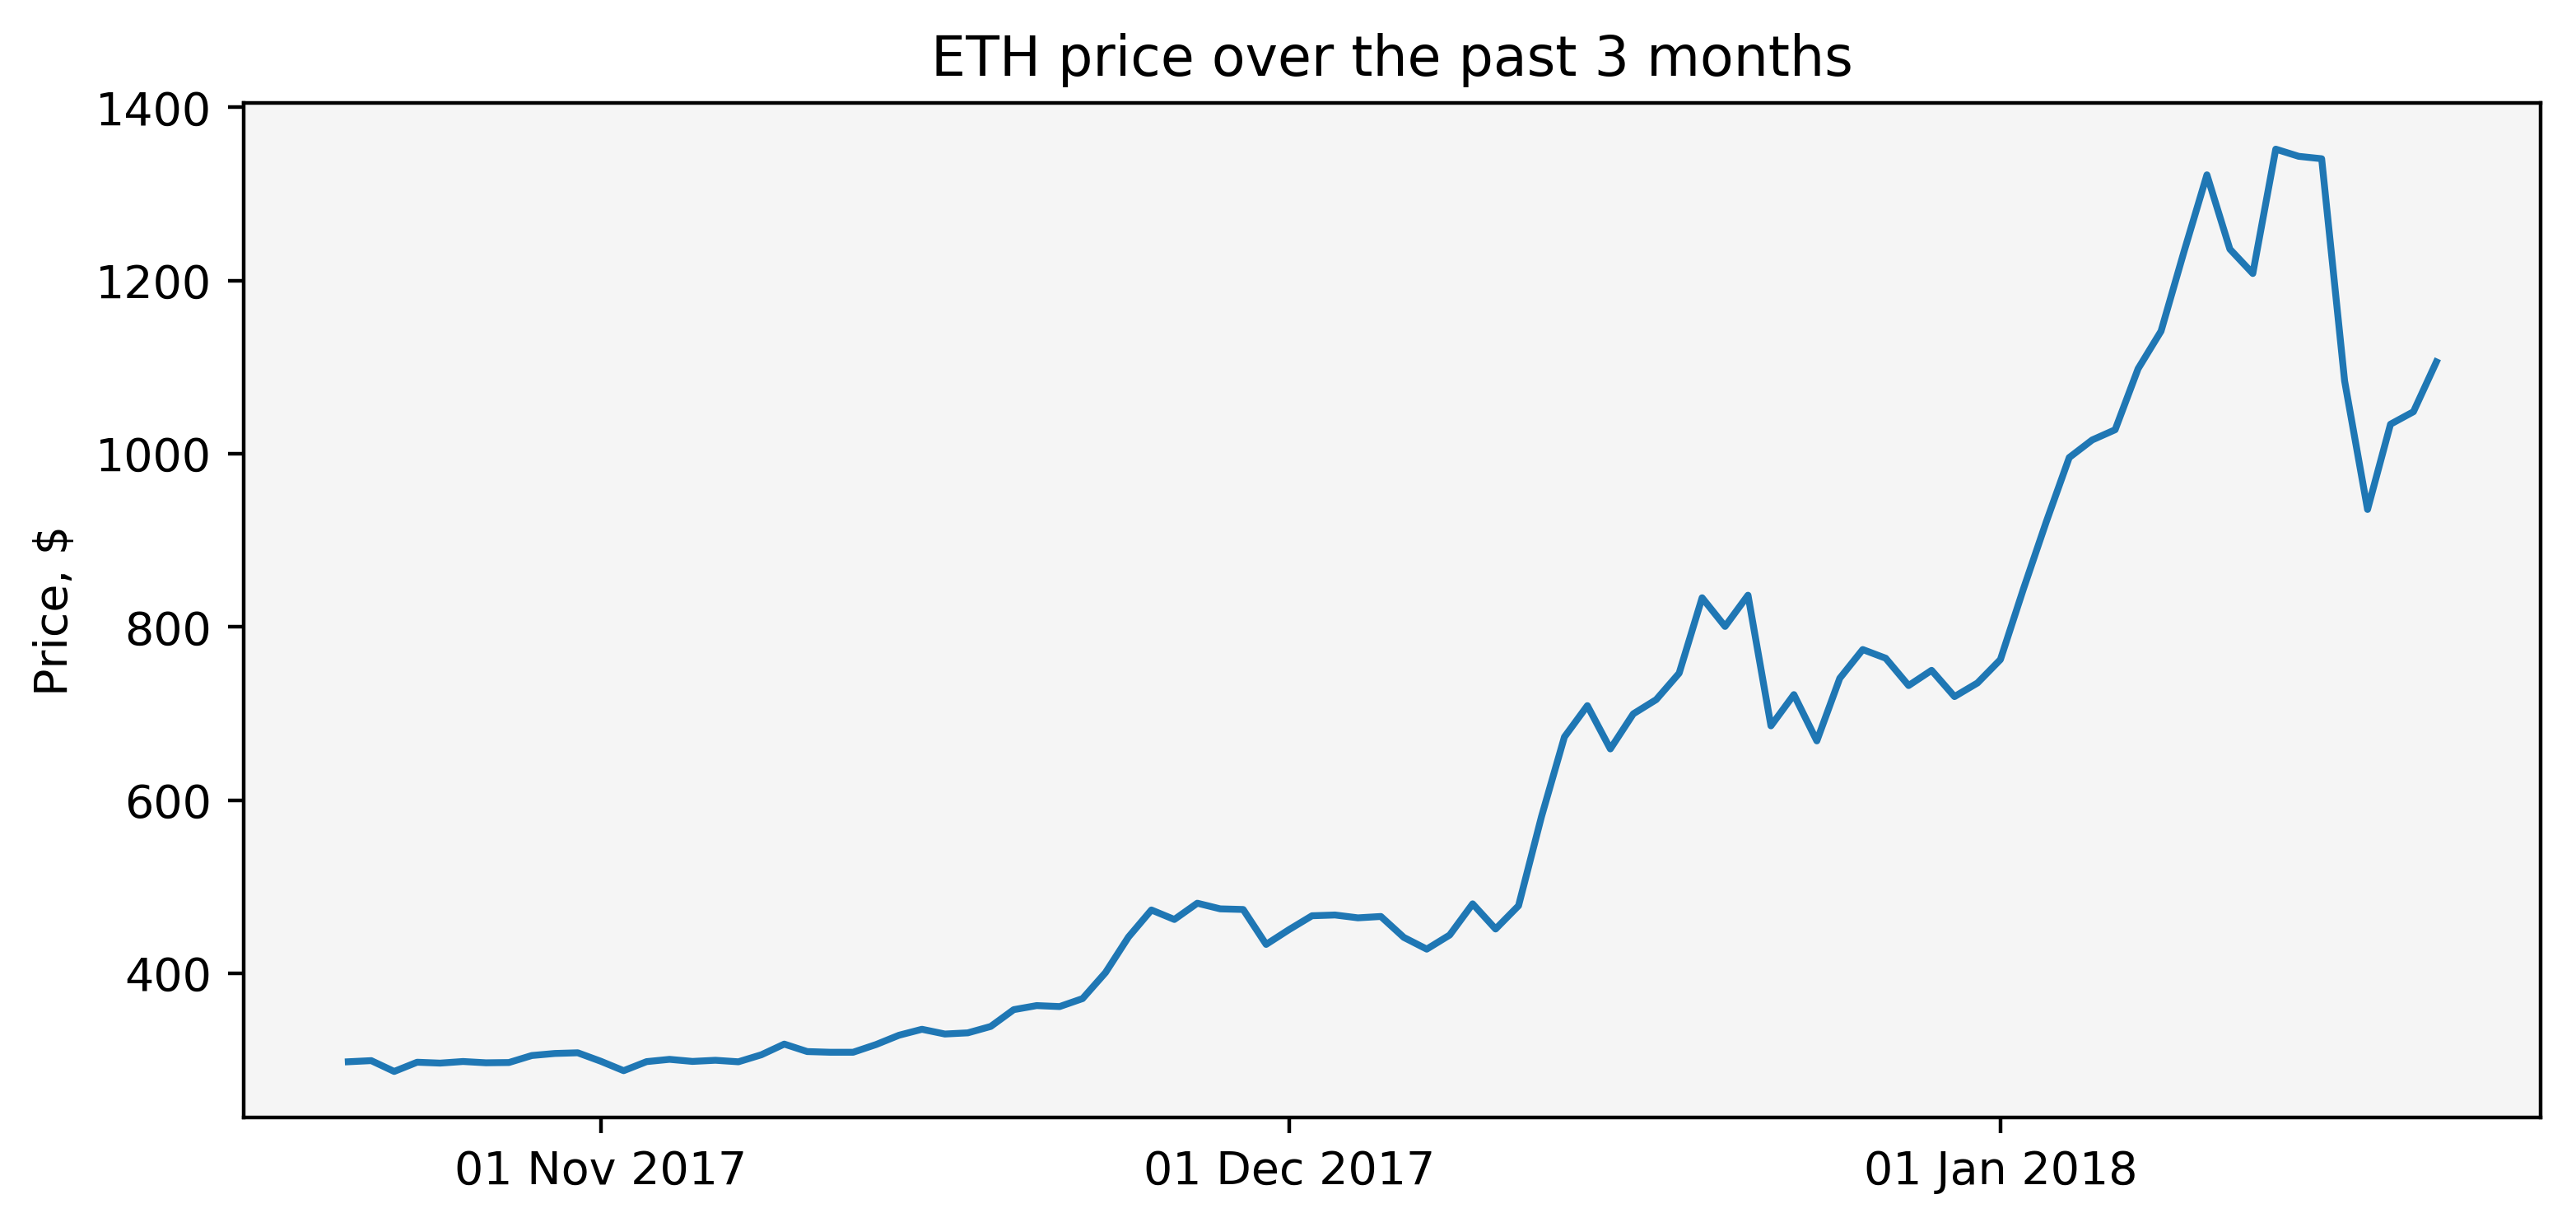 ETH price over the past 3 months
1400
1200
1000
800
600
400
Price, $
01 Nov 2017
01 Dec 2017
01 Jan 2018